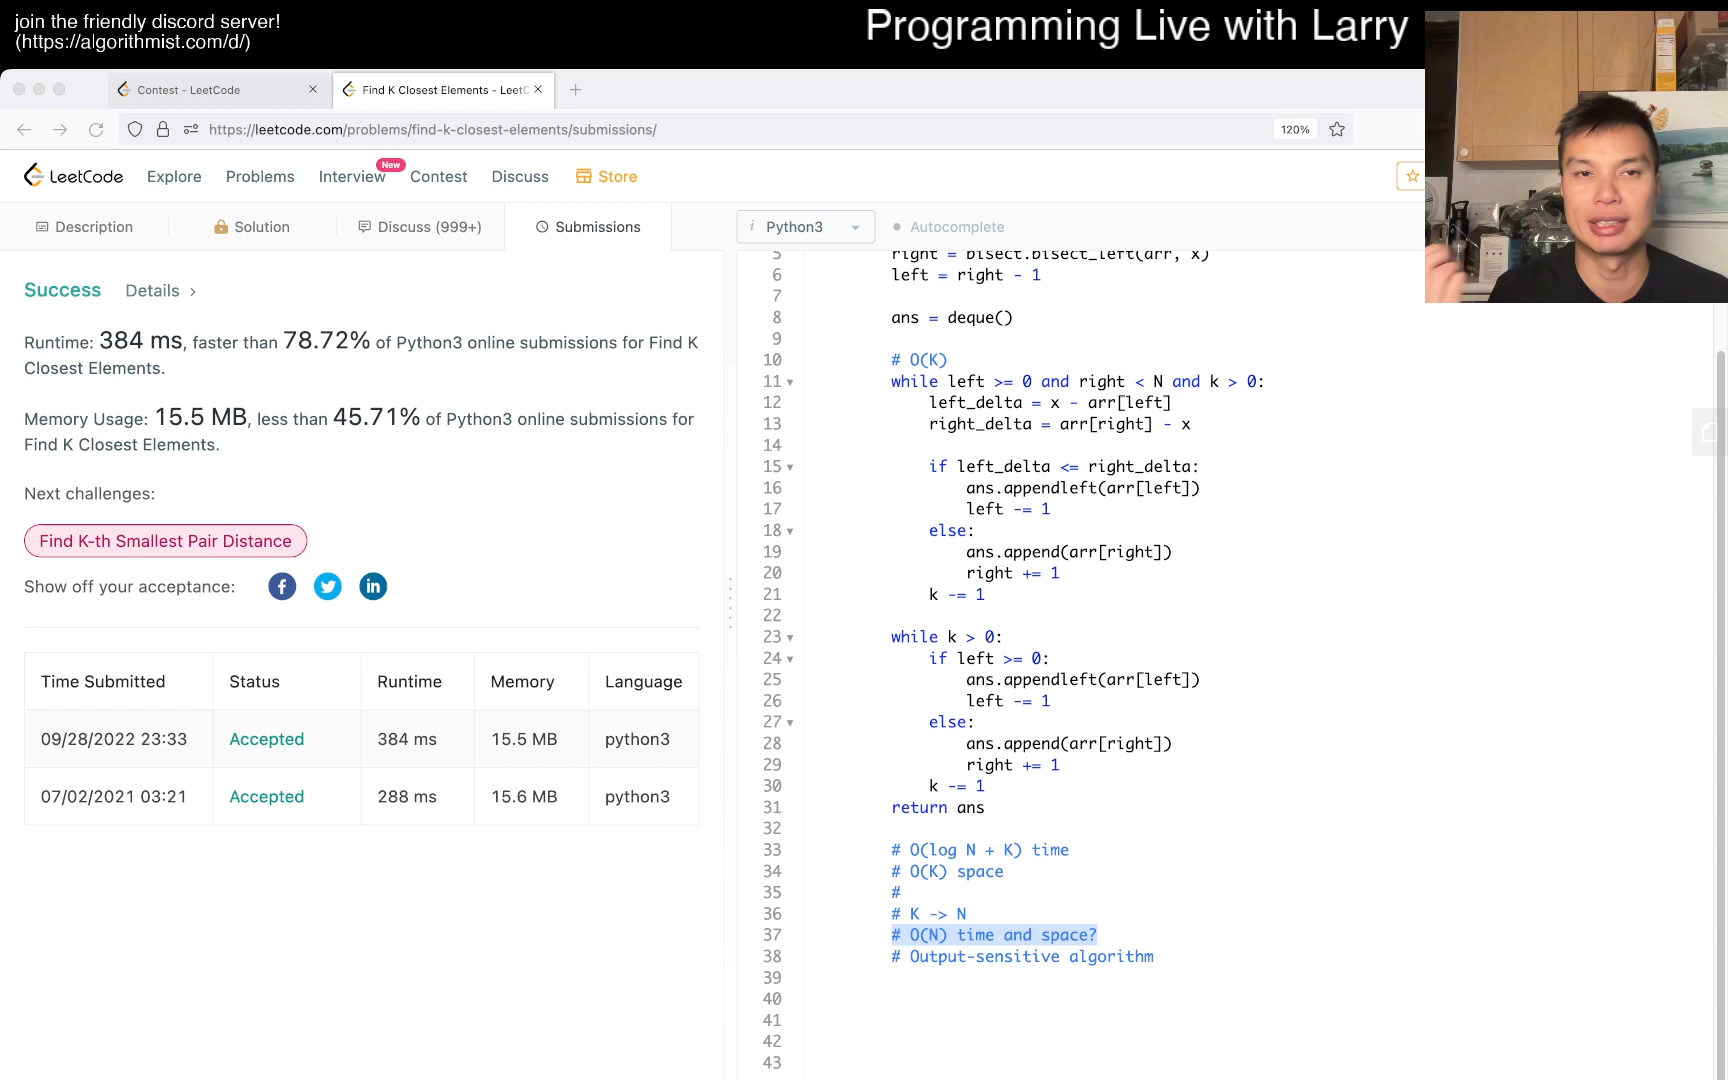 join the friendly discord server!
(https://algorithmist.com/d/)
Programming Live with Larry
Contest - LeetCode
Find K Closest Elements - LeetC
https://leetcode.com/problems/find-k-closest-elements/submissions/
120%
LeetCode
Explore
Problems
Interview
New
Contest
Discuss
Store
Description
Solution
Discuss (999+)
Submissions
i Python3
Autocomplete
Success
Details
Runtime: 384 ms, faster than 78.72% of Python3 online submissions for Find K
Closest Elements.
Memory Usage: 15.5 MB, less than 45.71% of Python3 online submissions for
Find K Closest Elements.
Next challenges:
Find K-th Smallest Pair Distance
Show off your acceptance:
Time Submitted Status Runtime Memory Language
09/28/2022 23:33 Accepted 384 ms 15.5 MB python3
07/02/2021 03:21 Accepted 288 ms 15.6 MB python3
5 right = bisect.bisect_left(arr, x)
6 left = right - 1
7
8 ans = deque()
9
10 # O(K)
11 while left >= 0 and right < N and k > 0:
12 left_delta = x - arr[left]
13 right_delta = arr[right] - x
14
15 if left_delta <= right_delta:
16 ans.appendleft(arr[left])
17 left -= 1
18 else:
19 ans.append(arr[right])
20 right += 1
21 k -= 1
22
23 while k > 0:
24 if left >= 0:
25 ans.appendleft(arr[left])
26 left -= 1
27 else:
28 ans.append(arr[right])
29 right += 1
30 k -= 1
31 return ans
32
33 # O(log N + K) time
34 # O(K) space
35 #
36 # K -> N
37 # O(N) time and space?
38 # Output-sensitive algorithm
39
40
41
42
43